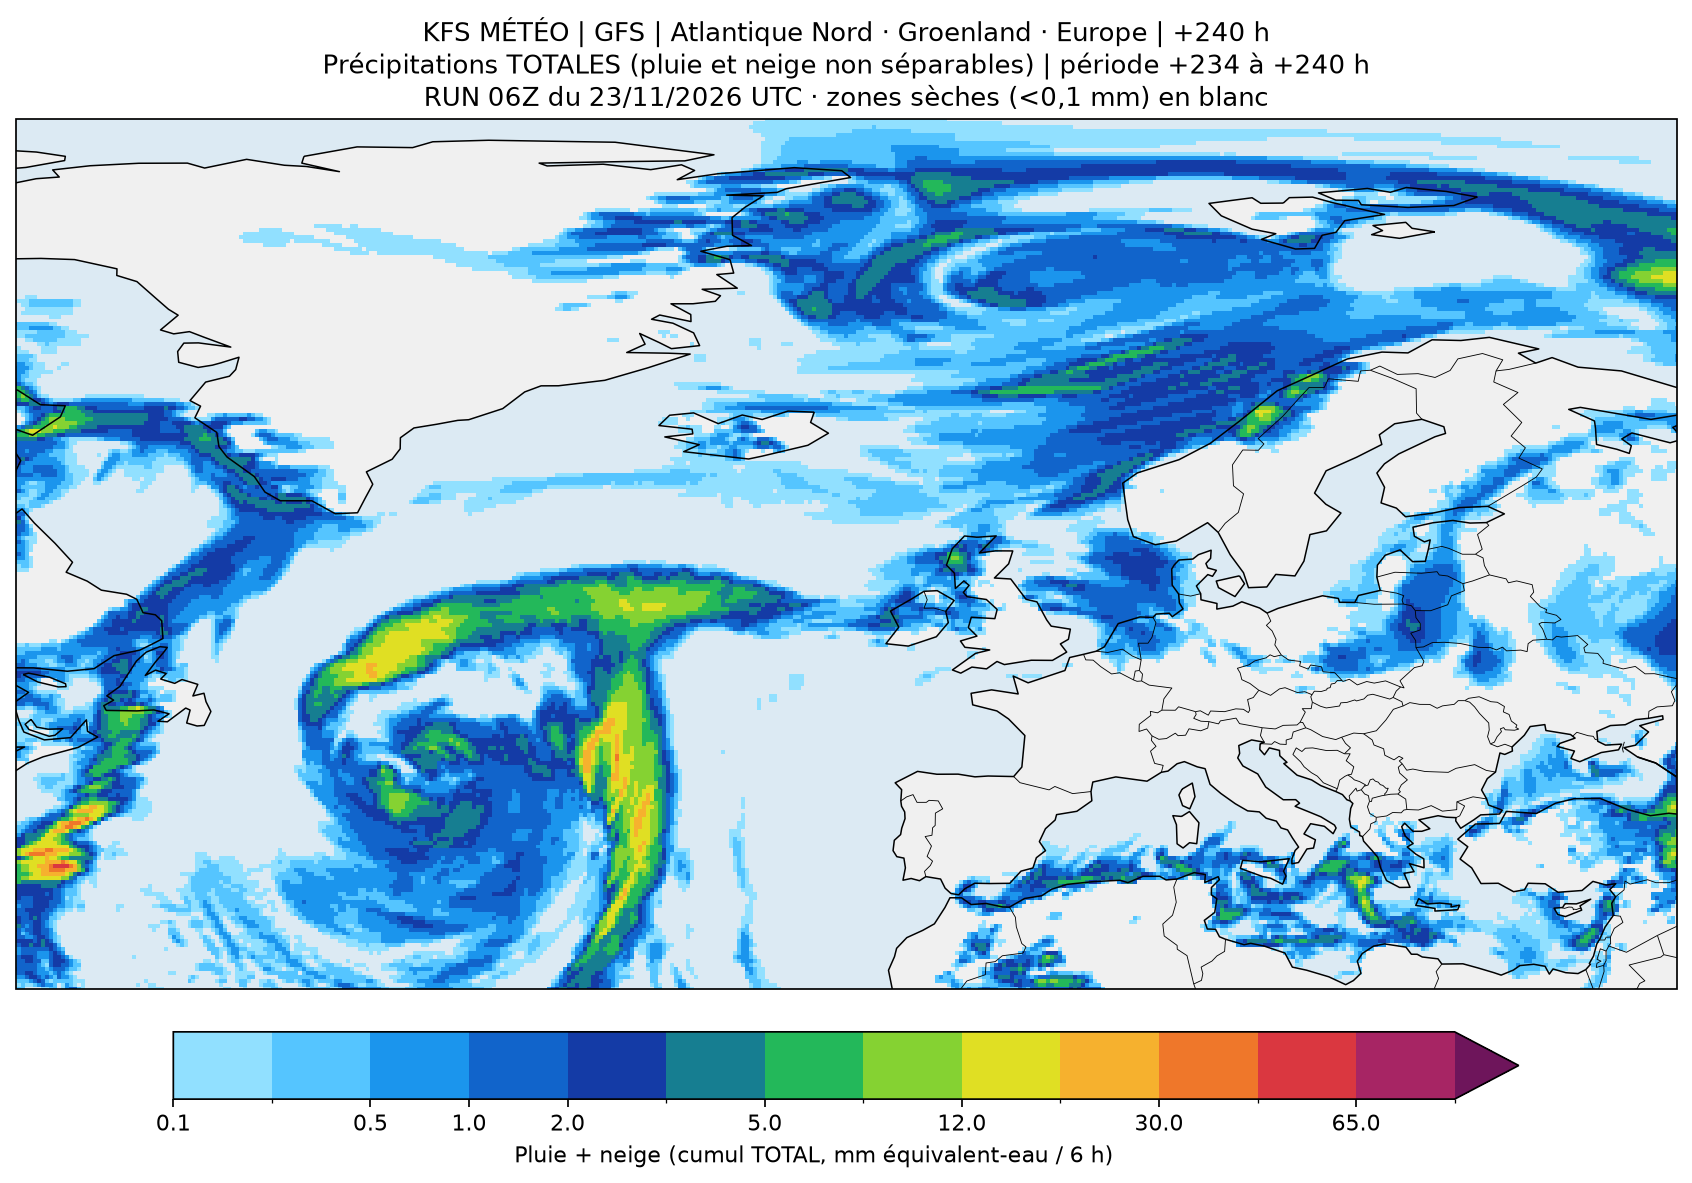 KFS MÉTÉO | GFS | Atlantique Nord · Groenland · Europe | +240 h
Précipitations TOTALES (pluie et neige non séparables) | période +234 à +240 h
RUN 06Z du 23/11/2026 UTC · zones sèches (<0,1 mm) en blanc
0.1 0.5 1.0 2.0 5.0 12.0 30.0 65.0
Pluie + neige (cumul TOTAL, mm équivalent-eau / 6 h)